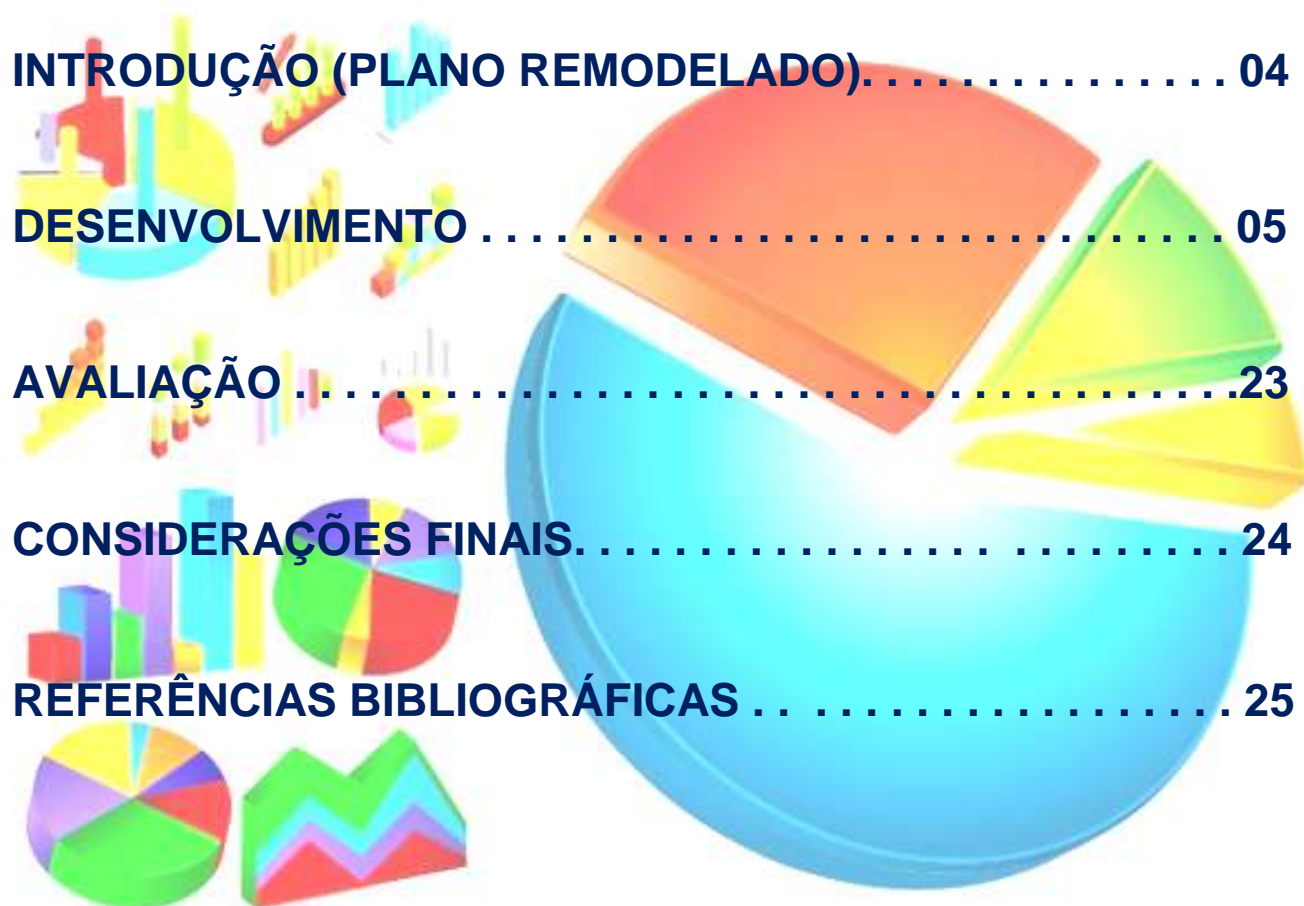 INTRODUÇÃO (PLANO REMODELADO). . . . . . . . . . . . . . . 04
DESENVOLVIMENTO . . . . . . . . . . . . . . . . . . . . . . . . . . . . . . 05
AVALIAÇÃO . . . . . . . . . . . . . . . . . . . . . . . . . . . . . . . . . . . . . .23
CONSIDERAÇÕES FINAIS. . . . . . . . . . . . . . . . . . . . . . . . . . . 24
REFERÊNCIAS BIBLIOGRÁFICAS . . . . . . . . . . . . . . . . . . . . 25